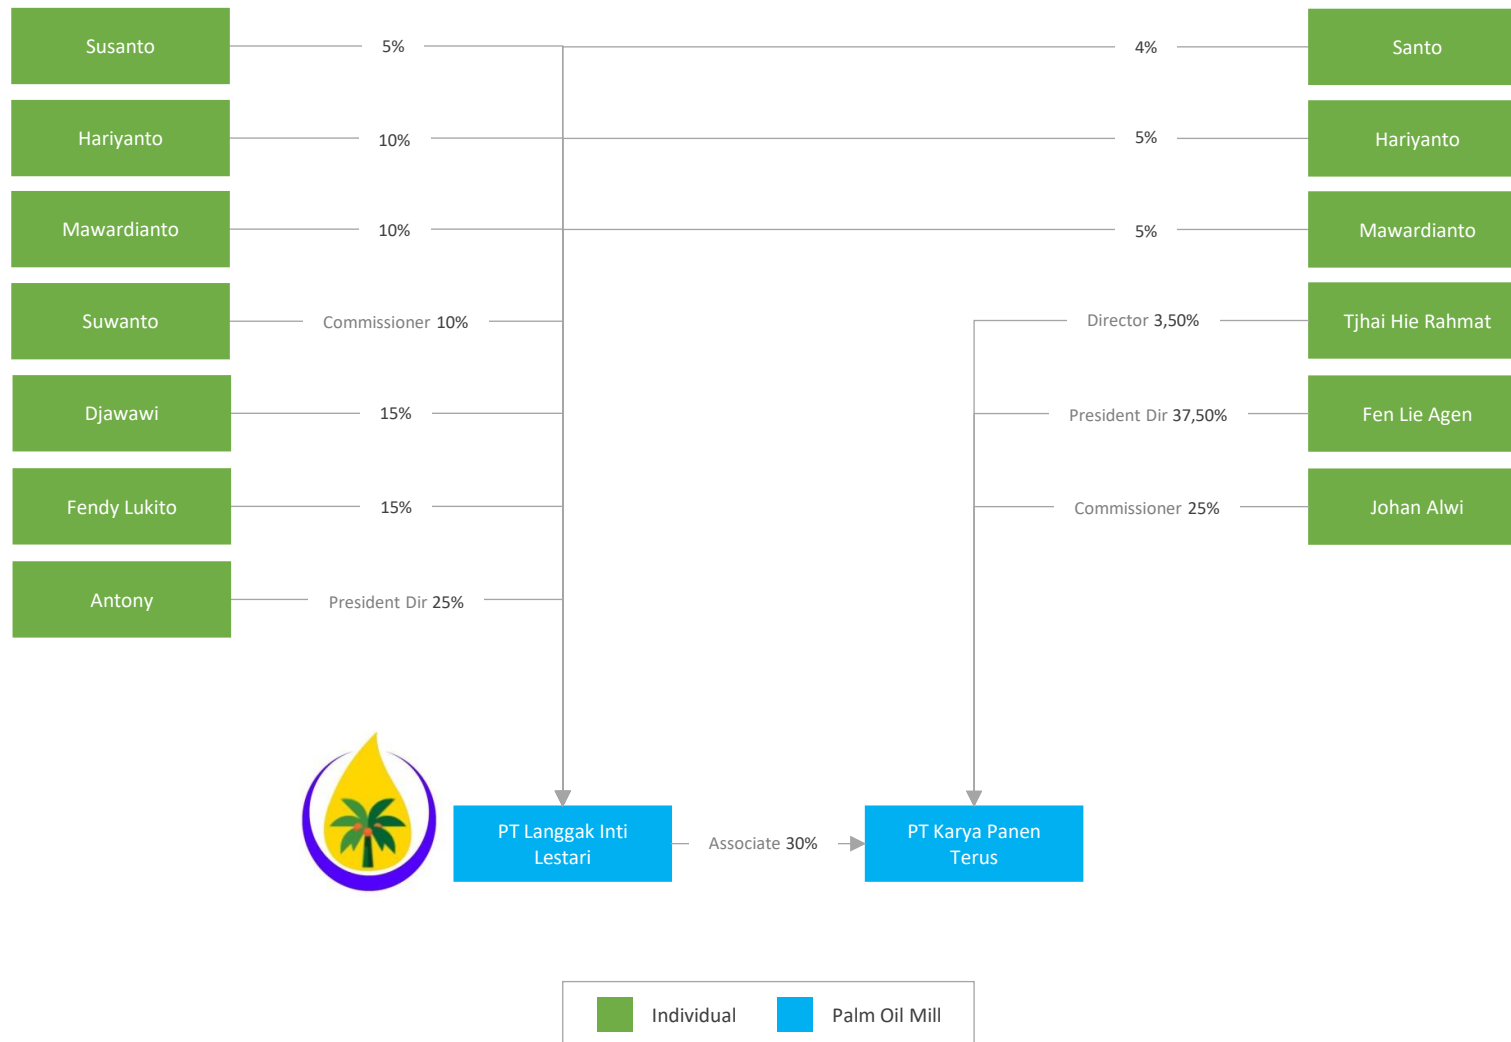 Susanto 5% 4% Santo
Hariyanto 10% 5% Hariyanto
Mawardianto 10% 5% Mawardianto
Suwanto Commissioner 10% Director 3,50% Tjhai Hie Rahmat
Djawawi 15% President Dir 37,50% Fen Lie Agen
Fendy Lukito 15% Commissioner 25% Johan Alwi
Antony President Dir 25%
PT Langgak Inti
Lestari
Associate 30%
PT Karya Panen
Terus
Individual Palm Oil Mill